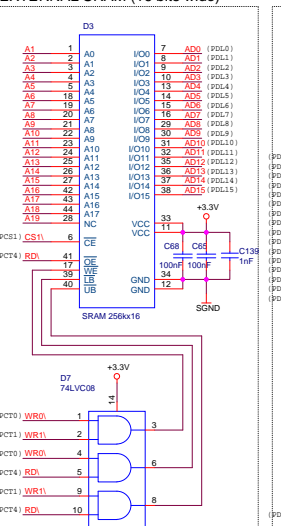 D3
A1 1 A0 I/O0 7 AD0 (PDL0)
A2 2 A1 I/O1 8 AD1 (PDL1)
A3 3 A2 I/O2 9 AD2 (PDL2)
A4 4 A3 I/O3 10 AD3 (PDL3)
A5 5 A4 I/O4 13 AD4 (PDL4)
A6 18 A5 I/O5 14 AD5 (PDL5)
A7 19 A6 I/O6 15 AD6 (PDL6)
A8 20 A7 I/O7 16 AD7 (PDL7)
A9 21 A8 I/O8 29 AD8 (PDL8)
A10 22 A9 I/O9 30 AD9 (PDL9)
A11 23 A10 I/O10 31 AD10 (PDL10)
A12 24 A11 I/O11 32 AD11 (PDL11)
A13 25 A12 I/O12 35 AD12 (PDL12)
A14 26 A13 I/O13 36 AD13 (PDL13)
A15 27 A14 I/O14 37 AD14 (PDL14)
A16 42 A15 I/O15 38 AD15 (PDL15)
A17 43 A16
A18 44 A17
A19 28 NC VCC 33
VCC 11
+3.3V
PCS1) CS1\ 6 CE
C68 C65 C139
100nF 100nF 1nF
PCT4) RD\ 41 OE
17 WE
39 LB GND 34
40 UB GND 12
SGND
SRAM 256kx16
+3.3V
D7
74LVC08
14
PCT0) WR0\ 1
3
PCT1) WR1\ 2
PCT0) WR0\ 4
6
PCT4) RD\ 5
PCT1) WR1\ 9
8
PCT4) RD\ 10